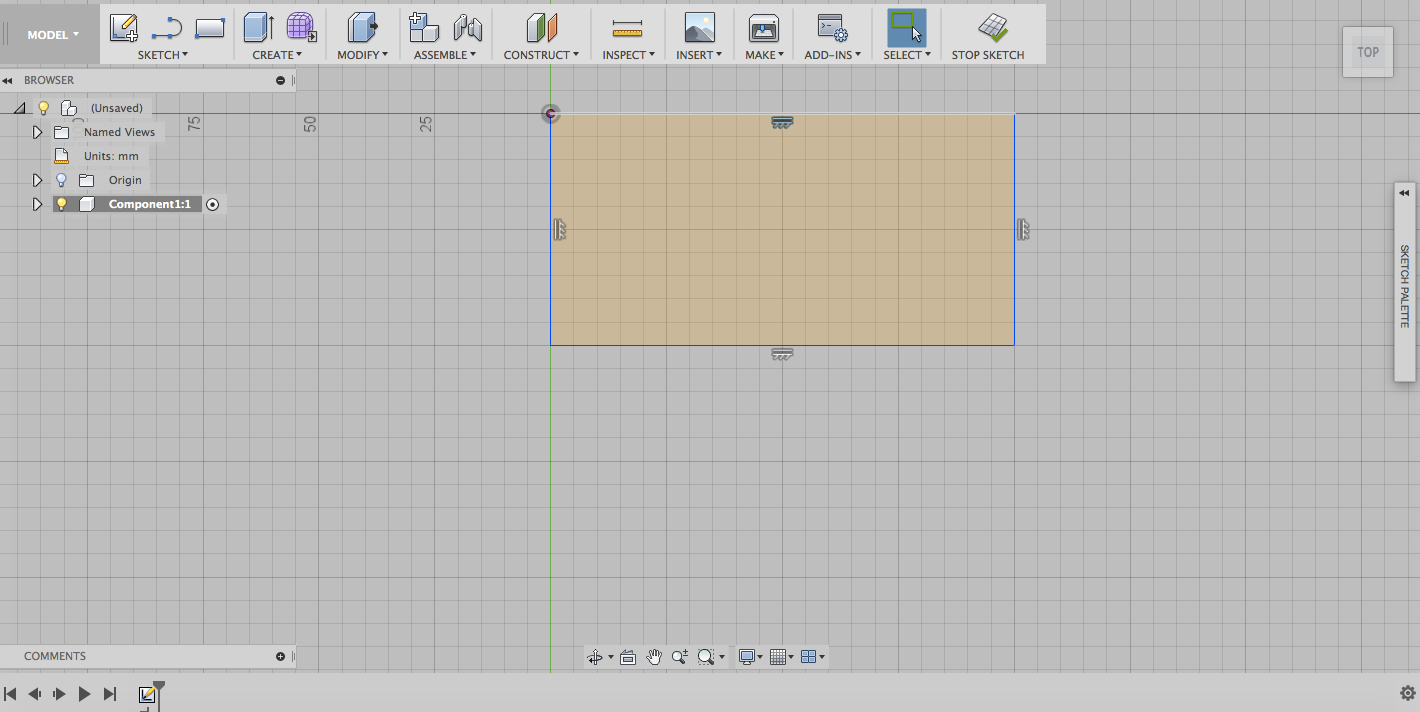 MODEL
SKETCH
CREATE
MODIFY
ASSEMBLE
CONSTRUCT
INSPECT
INSERT
MAKE
ADD-INS
SELECT
STOP SKETCH
TOP
BROWSER
(Unsaved)
75
50
25
Named Views
Units: mm
Origin
Component1:1
SKETCH PALETTE
COMMENTS